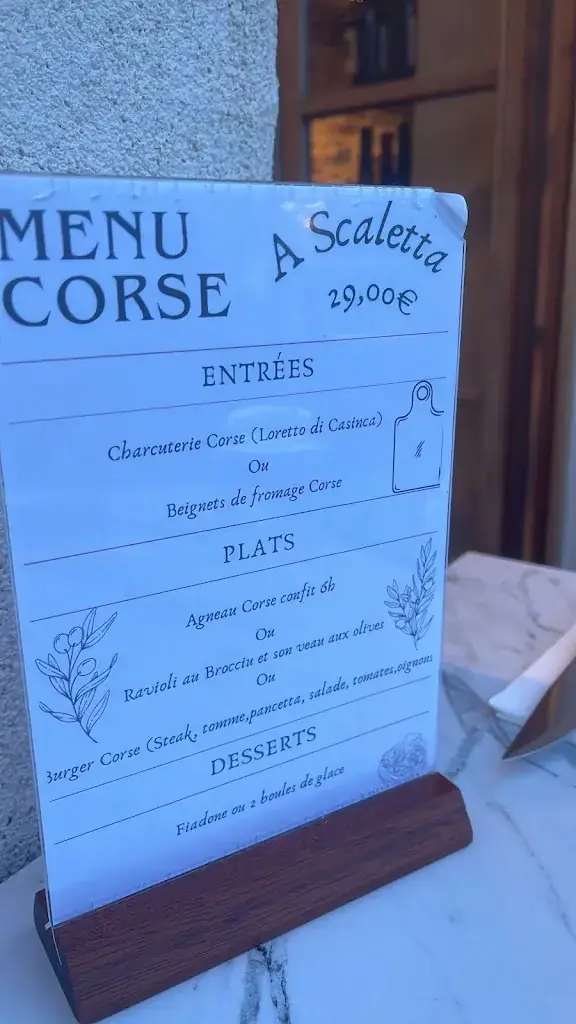 MENU
CORSE
A Scaletta
29,00€
ENTRÉES
Charcuterie Corse (Loretto di Casinca)
Ou
Beignets de fromage Corse
PLATS
Agneau Corse confit 6h
Ou
Ravioli au Brocciu et son veau aux olives
Ou
Burger Corse (Steak, tomme,pancetta, salade, tomates,oignons
DESSERTS
Fiadone ou 2 boules de glace